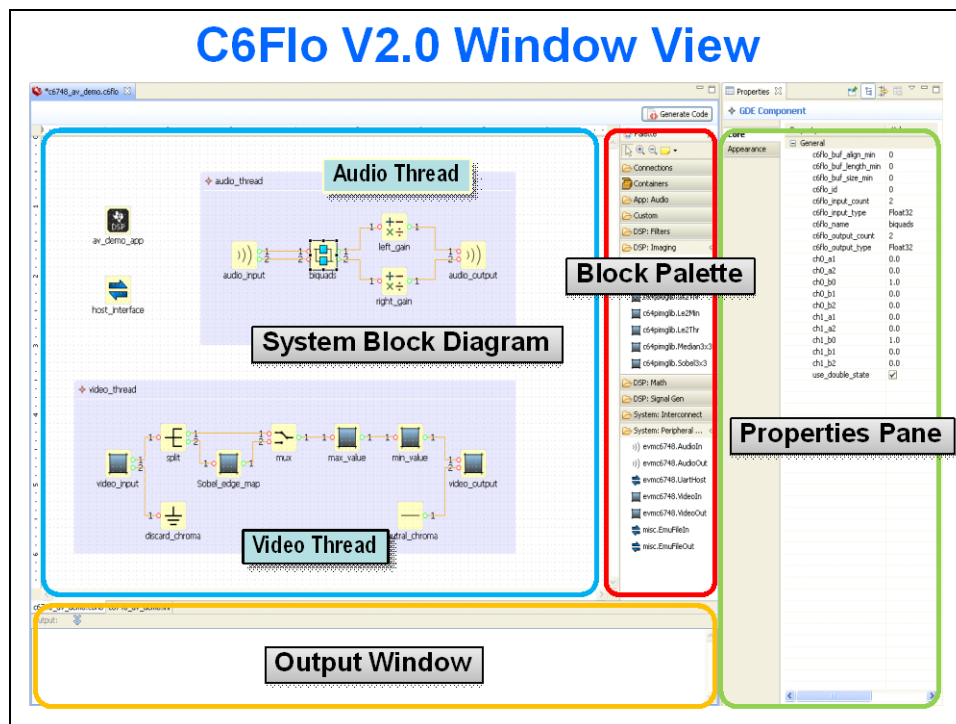 C6Flo V2.0 Window View
*c6748_av_demo.c6flo
Generate Code
audio_thread
Audio Thread
av_demo_app
DSP
host_interface
audio_input
biquads
left_gain
right_gain
audio_output
1
2
System Block Diagram
video_thread
video_input
split
Sobel_edge_map
mux
max_value
min_value
video_output
discard_chroma
Video Thread
Palette
Connections
Containers
App: Audio
Custom
DSP: Filters
DSP: Imaging
Block Palette
c64pimglib.Le2Min
c64pimglib.Le2Thr
c64pimglib.Median3x3
c64pimglib.Sobel3x3
DSP: Math
DSP: Signal Gen
System: Interconnect
System: Peripheral ...
evmc6748.AudioIn
evmc6748.AudioOut
evmc6748.UartHost
evmc6748.VideoIn
evmc6748.VideoOut
misc.EmuFileIn
misc.EmuFileOut
Properties
GDE Component
Core
Appearance
General
c6flo_buf_align_min 0
c6flo_buf_length_min 0
c6flo_buf_size_min 0
c6flo_id 0
c6flo_input_count 2
c6flo_input_type Float32
c6flo_name biquads
c6flo_output_count 2
c6flo_output_type Float32
ch0_a1 0.0
ch0_a2 0.0
ch0_b0 1.0
ch0_b1 0.0
ch0_b2 0.0
ch1_a1 0.0
ch1_a2 0.0
ch1_b0 1.0
ch1_b1 0.0
ch1_b2 0.0
use_double_state
Properties Pane
Output Window